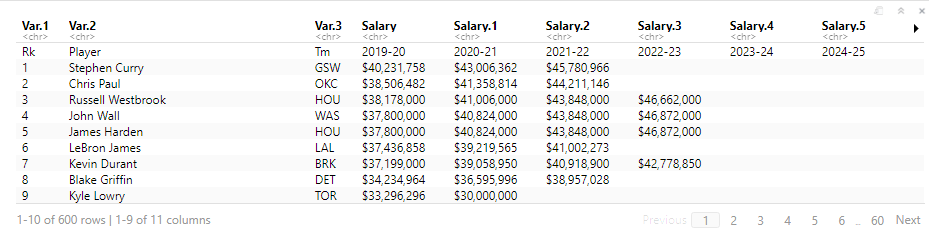 Var.1 Var.2 Var.3 Salary Salary.1 Salary.2 Salary.3 Salary.4 Salary.5
<chr> <chr> <chr> <chr> <chr> <chr> <chr> <chr> <chr>
Rk Player Tm 2019-20 2020-21 2021-22 2022-23 2023-24 2024-25
1 Stephen Curry GSW $40,231,758 $43,006,362 $45,780,966
2 Chris Paul OKC $38,506,482 $41,358,814 $44,211,146
3 Russell Westbrook HOU $38,178,000 $41,006,000 $43,848,000 $46,662,000
4 John Wall WAS $37,800,000 $40,824,000 $43,848,000 $46,872,000
5 James Harden HOU $37,800,000 $40,824,000 $43,848,000 $46,872,000
6 LeBron James LAL $37,436,858 $39,219,565 $41,002,273
7 Kevin Durant BRK $37,199,000 $39,058,950 $40,918,900 $42,778,850
8 Blake Griffin DET $34,234,964 $36,595,996 $38,957,028
9 Kyle Lowry TOR $33,296,296 $30,000,000
1-10 of 600 rows | 1-9 of 11 columns Previous 1 2 3 4 5 6 ... 60 Next